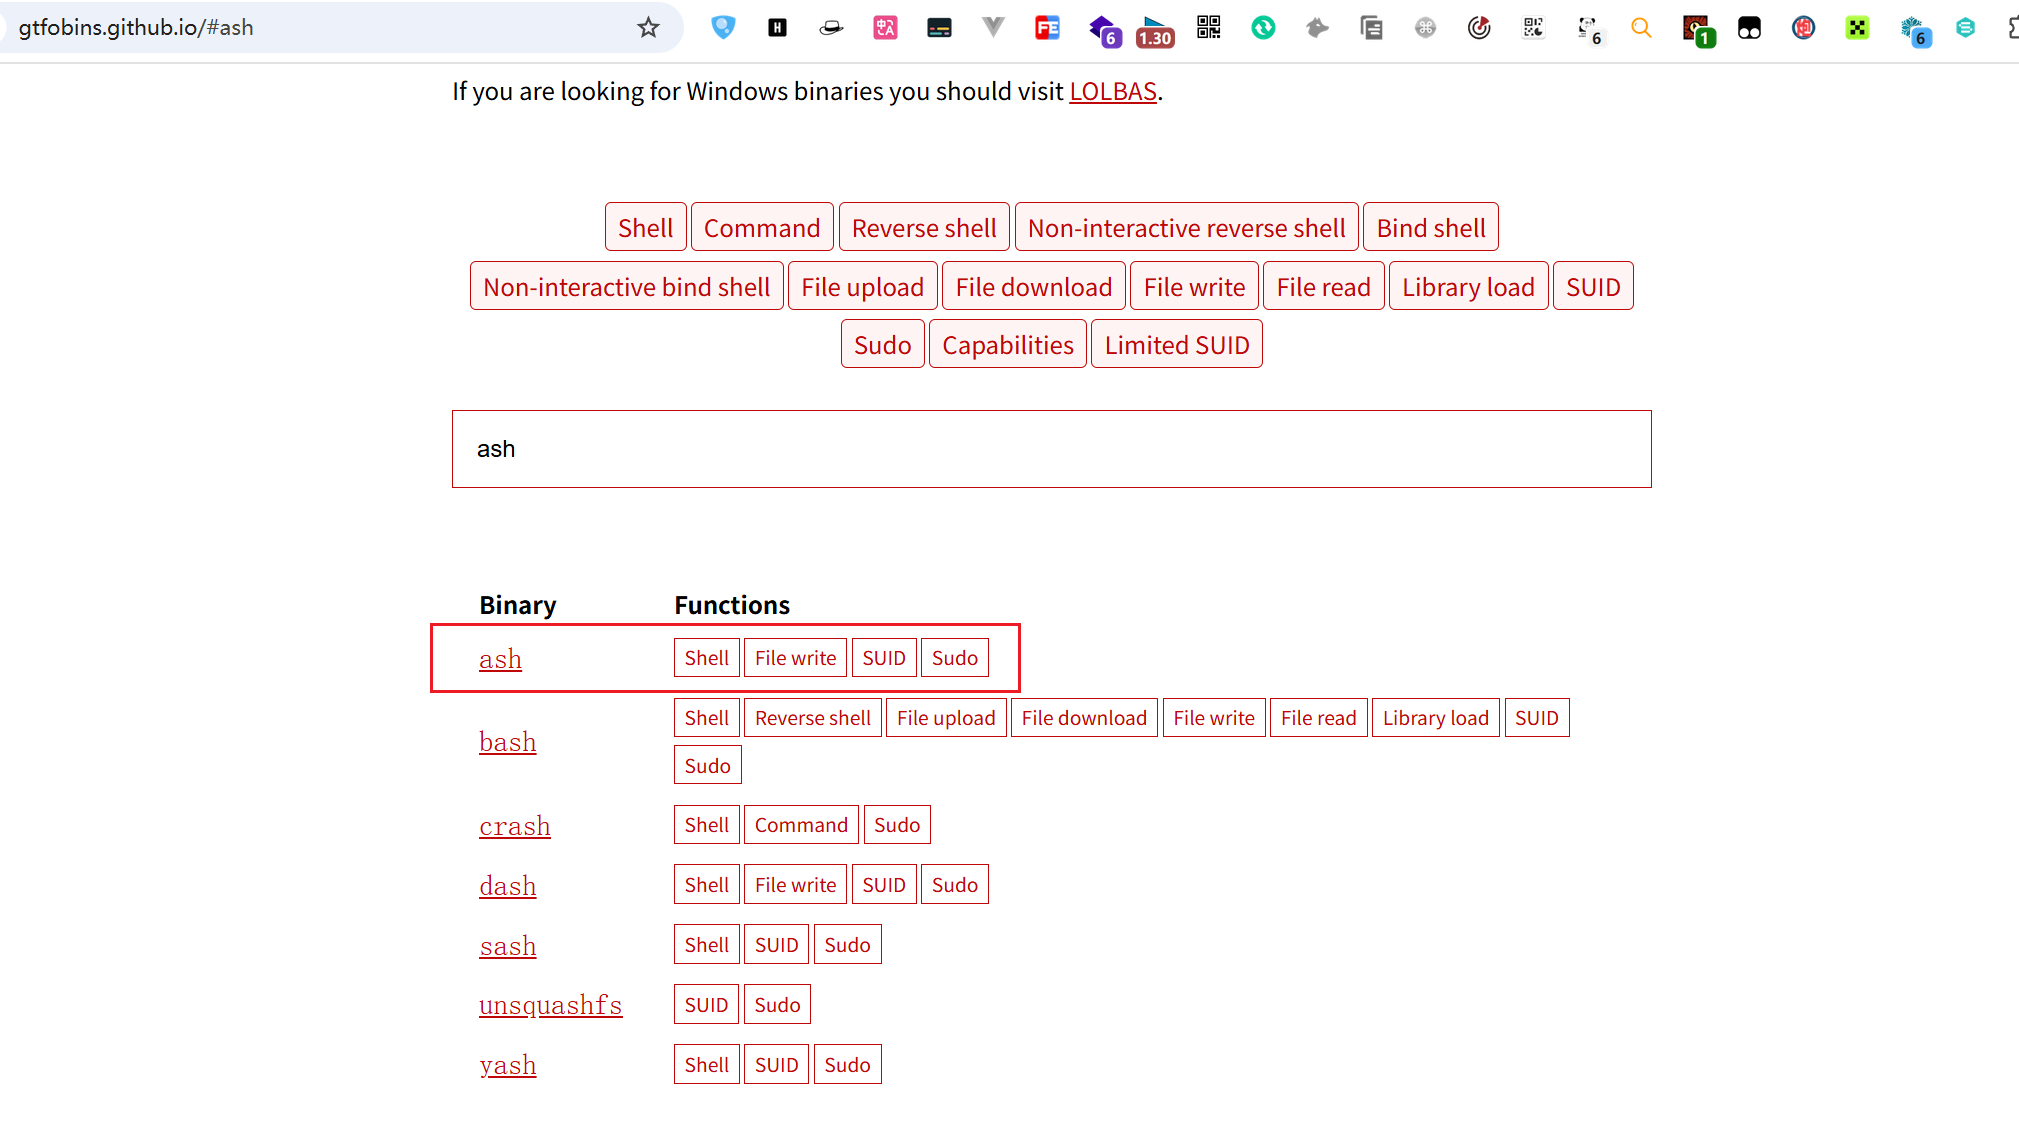 gtfobins.github.io/#ash
H
中A
FE
6
1.30
6
1
6
If you are looking for Windows binaries you should visit LOLBAS.
Shell Command Reverse shell Non-interactive reverse shell Bind shell
Non-interactive bind shell File upload File download File write File read Library load SUID
Sudo Capabilities Limited SUID
ash
Binary Functions
ash Shell File write SUID Sudo
bash Shell Reverse shell File upload File download File write File read Library load SUID
Sudo
crash Shell Command Sudo
dash Shell File write SUID Sudo
sash Shell SUID Sudo
unsquashfs SUID Sudo
yash Shell SUID Sudo